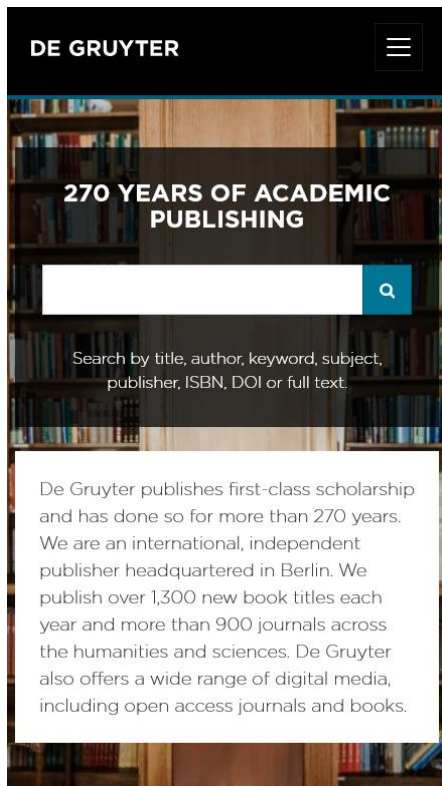 DE GRUYTER
270 YEARS OF ACADEMIC
PUBLISHING
Search by title, author, keyword, subject,
publisher, ISBN, DOI or full text.
De Gruyter publishes first-class scholarship
and has done so for more than 270 years.
We are an international, independent
publisher headquartered in Berlin. We
publish over 1,300 new book titles each
year and more than 900 journals across
the humanities and sciences. De Gruyter
also offers a wide range of digital media,
including open access journals and books.